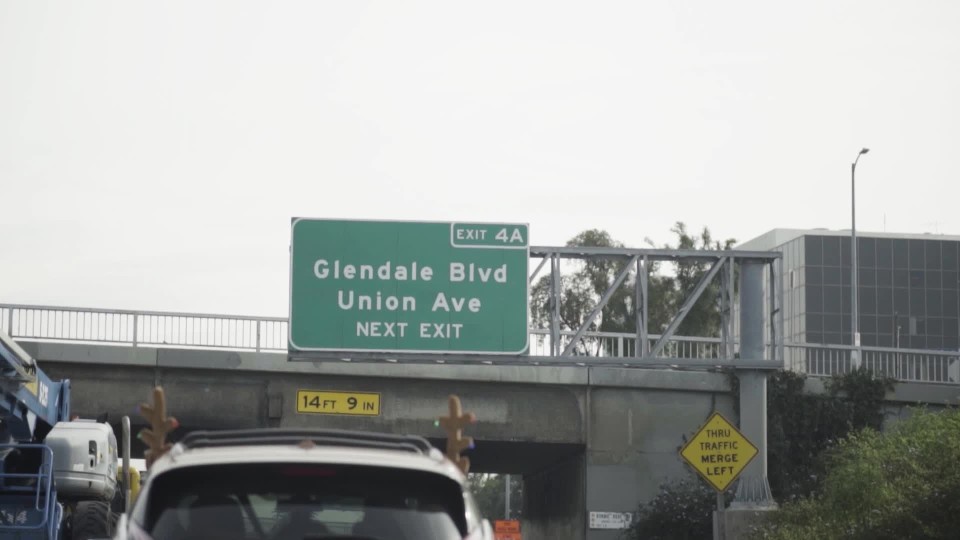 EXIT 4A
Glendale Blvd
Union Ave
NEXT EXIT
14 FT 9 IN
THRU
TRAFFIC
MERGE
LEFT